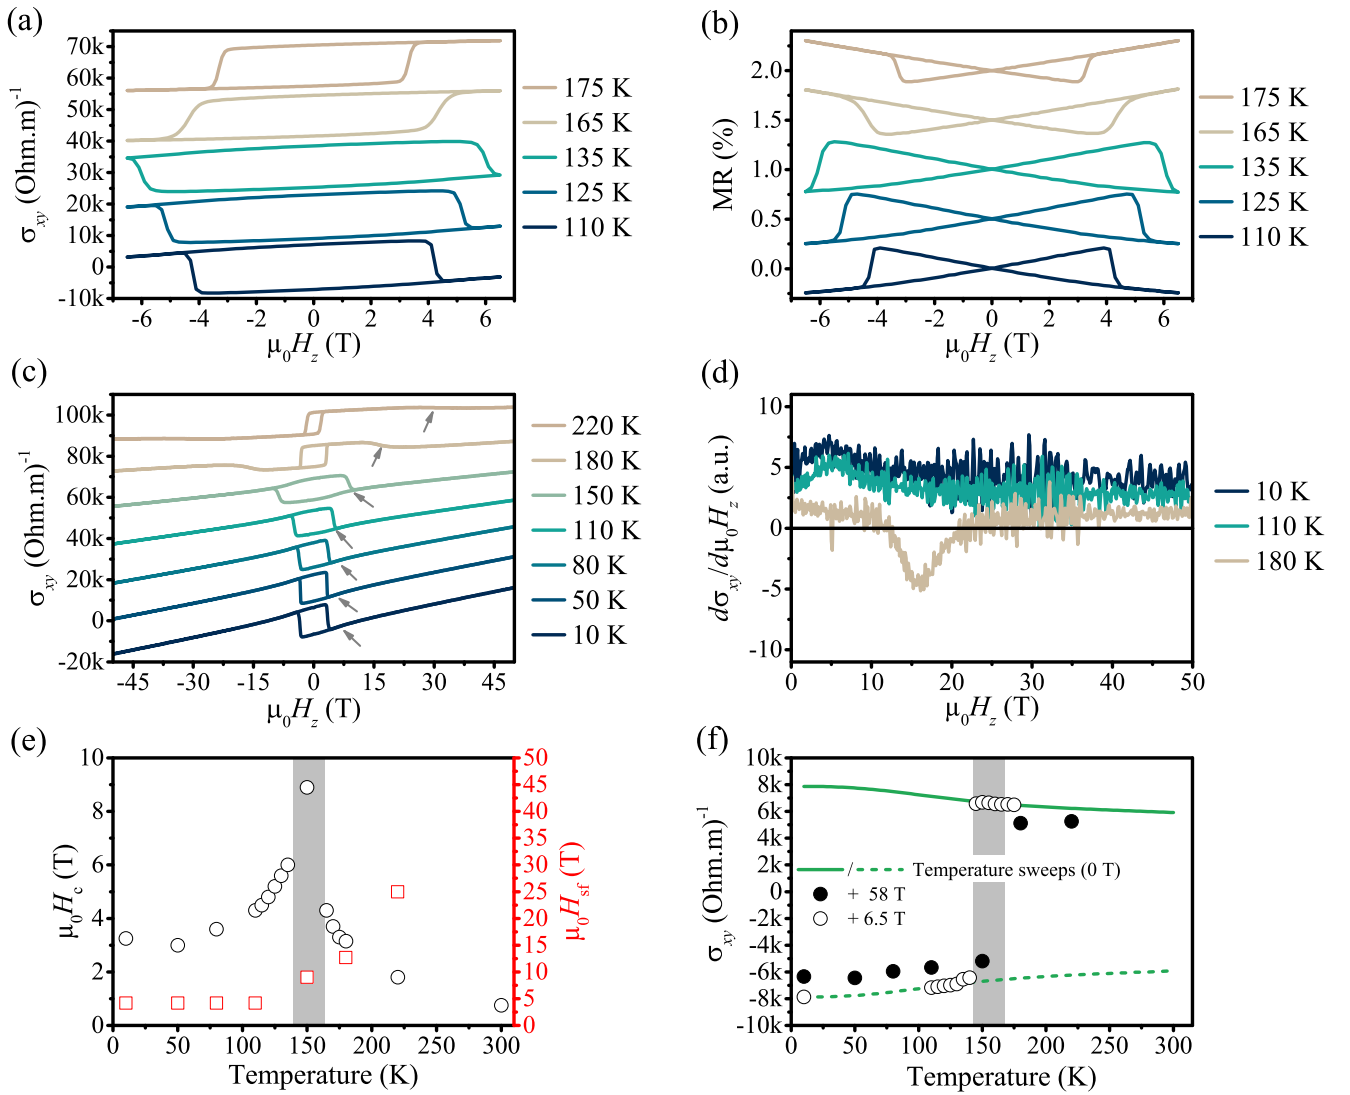 (a)
70k
60k
50k
40k
30k
20k
10k
0
-10k
σxy (Ohm.m)-1
-6 -4 -2 0 2 4 6
μ0Hz (T)
175 K
165 K
135 K
125 K
110 K
(b)
2.0
1.5
1.0
0.5
0.0
MR (%)
-6 -4 -2 0 2 4 6
μ0Hz (T)
175 K
165 K
135 K
125 K
110 K
(c)
100k
80k
60k
40k
20k
0
-20k
σxy (Ohm.m)-1
-45 -30 -15 0 15 30 45
μ0Hz (T)
220 K
180 K
150 K
110 K
80 K
50 K
10 K
(d)
10
5
0
-5
-10
dσxy/dμ0Hz (a.u.)
0 10 20 30 40 50
μ0Hz (T)
10 K
110 K
180 K
(e)
10
8
6
4
2
0
μ0Hc (T)
50
45
40
35
30
25
20
15
10
5
0
μ0Hsf (T)
0 50 100 150 200 250 300
Temperature (K)
(f)
10k
8k
6k
4k
2k
0
-2k
-4k
-6k
-8k
-10k
σxy (Ohm.m)-1
/ Temperature sweeps (0 T)
+ 58 T
+ 6.5 T
0 50 100 150 200 250 300
Temperature (K)